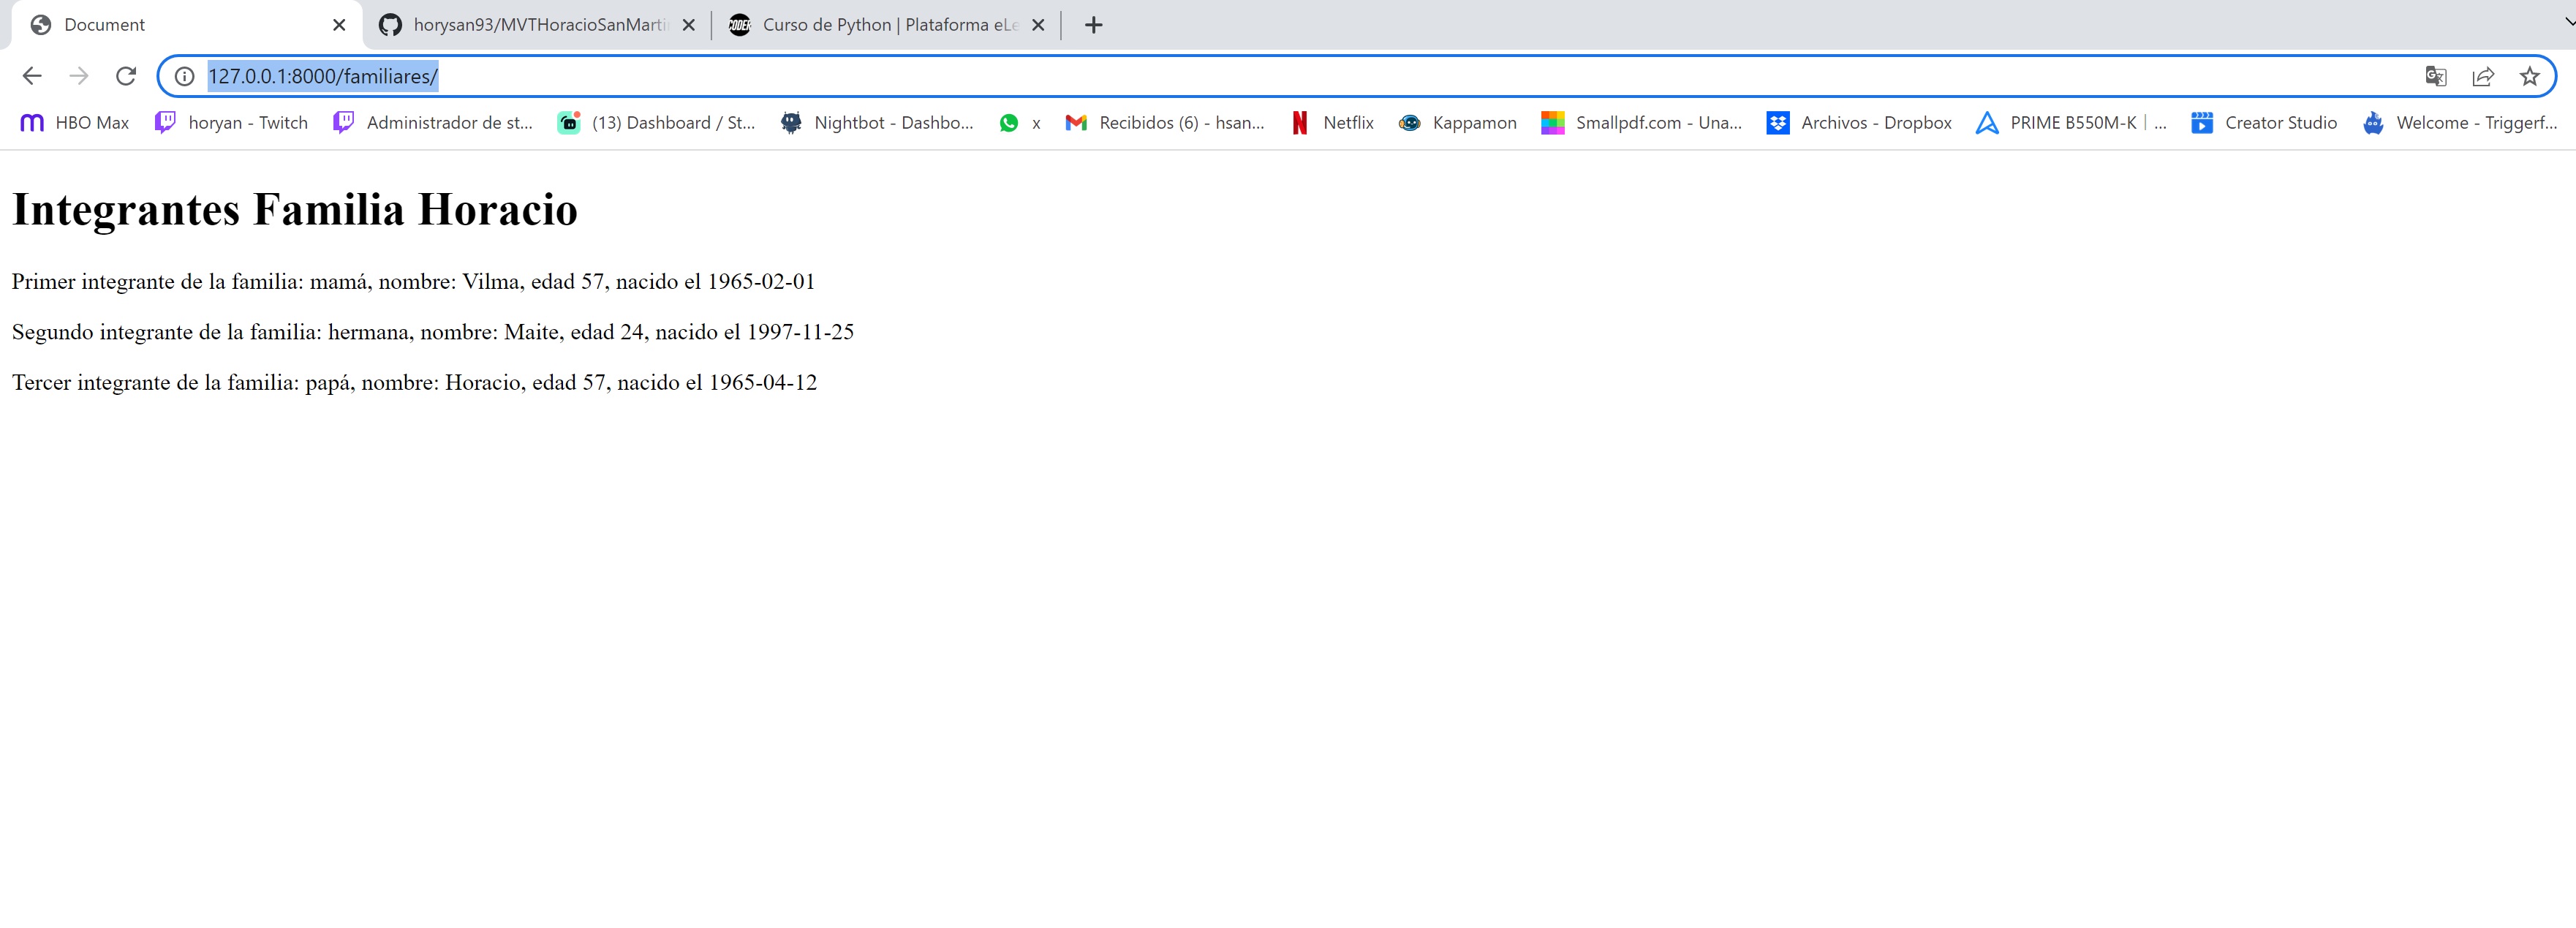 Document
horysan93/MVTHoracioSanMarti
Curso de Python | Plataforma eLe
127.0.0.1:8000/familiares/
HBO Max horyan - Twitch Administrador de st... (13) Dashboard / St... Nightbot - Dashbo... x Recibidos (6) - hsan... Netflix Kappamon Smallpdf.com - Una... Archivos - Dropbox PRIME B550M-K | ... Creator Studio Welcome - Triggerf...
Integrantes Familia Horacio
Primer integrante de la familia: mamá, nombre: Vilma, edad 57, nacido el 1965-02-01
Segundo integrante de la familia: hermana, nombre: Maite, edad 24, nacido el 1997-11-25
Tercer integrante de la familia: papá, nombre: Horacio, edad 57, nacido el 1965-04-12